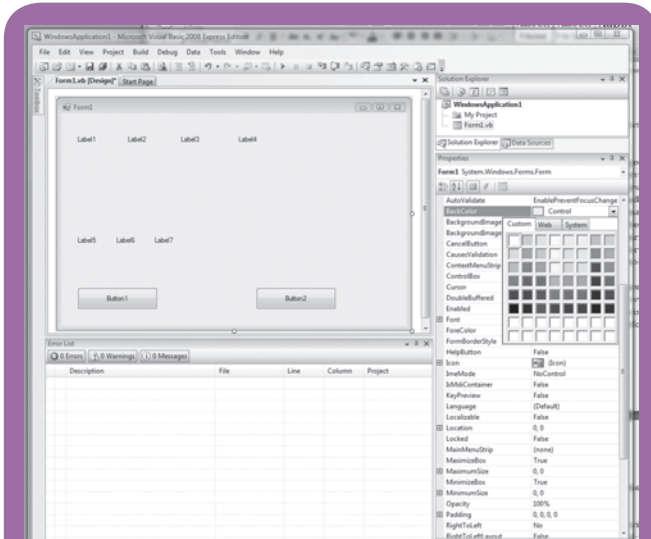 WindowsApplication1 - Microsoft Visual Basic 2008 Express Edition
File Edit View Project Build Debug Data Tools Window Help
Form1.vb [Design]* Start Page
Toolbox
Form1
Label1 Label2 Label3 Label4
Label5 Label6 Label7
Button1 Button2
Error List
0 Errors 0 Warnings 0 Messages
Description File Line Column Project
Solution Explorer
WindowsApplication1
My Project
Form1.vb
Solution Explorer Data Sources
Properties
Form1 System.Windows.Forms.Form
AutoValidate EnablePreventFocusChange
BackColor Control
BackgroundImage
Custom Web System
BackgroundImage
CancelButton
CausesValidation
ContextMenuStrip
ControlBox
Cursor
DoubleBuffered
Enabled
Font
ForeColor
FormBorderStyle
HelpButton False
Icon (Icon)
ImeMode NoControl
IsMdiContainer False
KeyPreview False
Language (Default)
Localizable False
Location 0, 0
Locked False
MainMenuStrip (none)
MaximizeBox True
MaximumSize 0, 0
MinimizeBox True
MinimumSize 0, 0
Opacity 100%
Padding 0, 0, 0, 0
RightToLeft No
RightToLeftLayout False